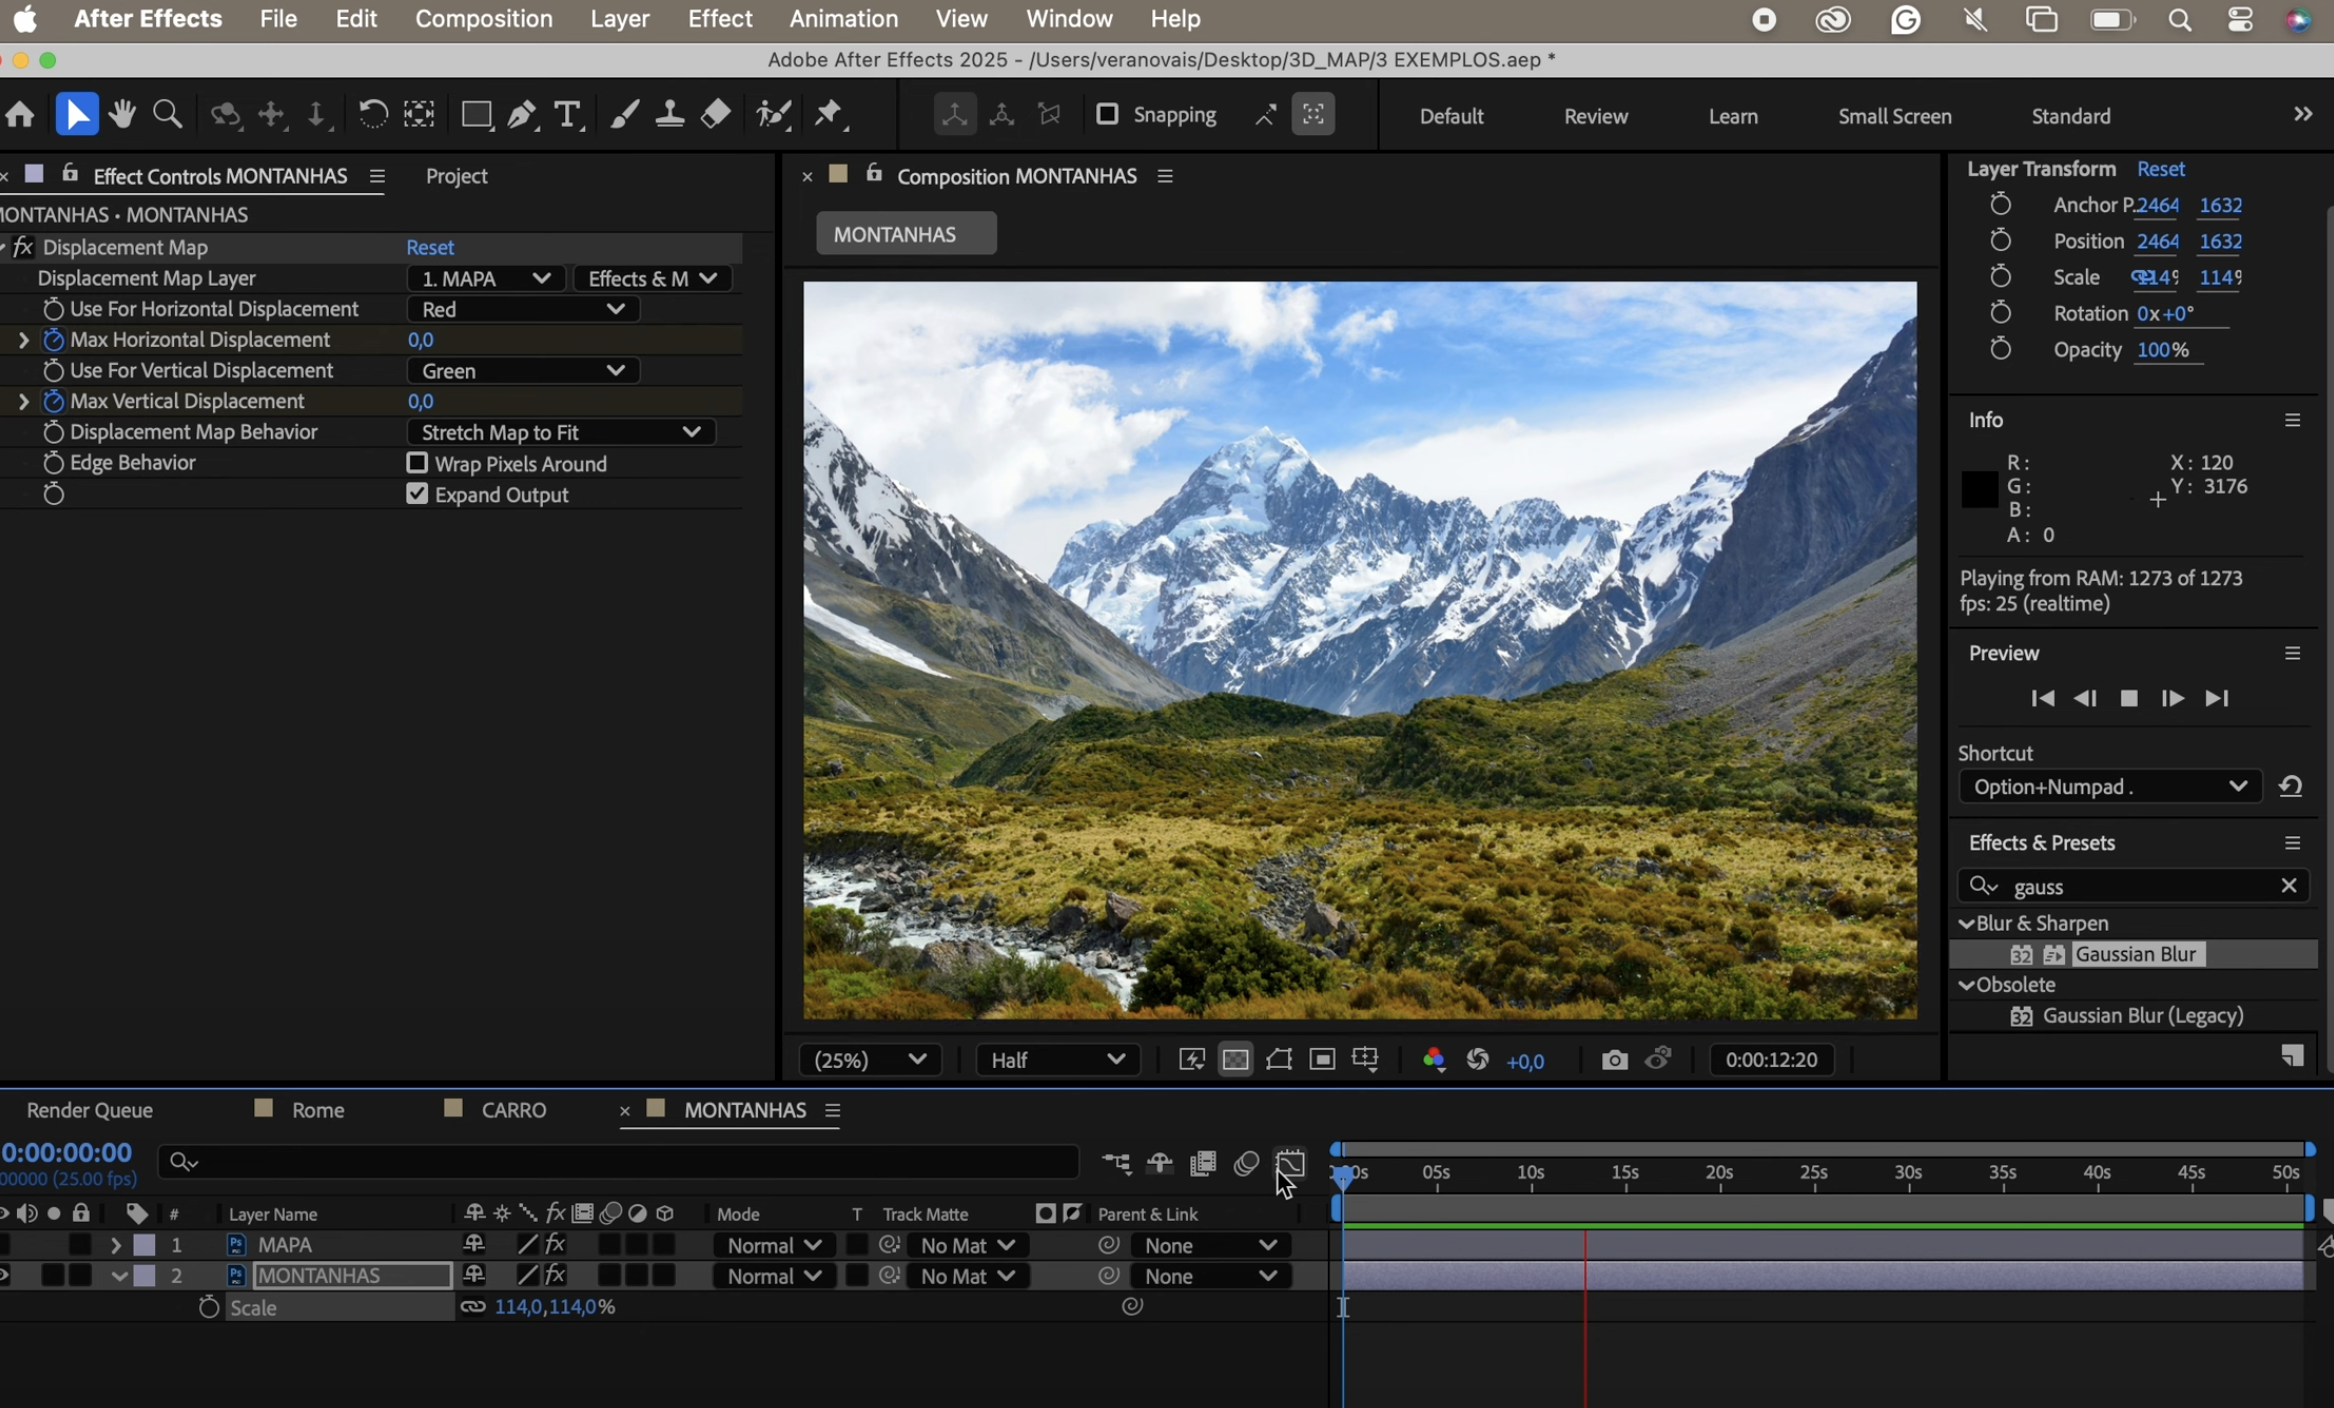 After Effects File Edit Composition Layer Effect Animation View Window Help
Adobe After Effects 2025 - /Users/veranovais/Desktop/3D_MAP/3 EXEMPLOS.aep *
Snapping Default Review Learn Small Screen Standard
Effect Controls MONTANHAS Project
MONTANHAS • MONTANHAS
fx Displacement Map Reset
Displacement Map Layer 1. MAPA Effects & M
Use For Horizontal Displacement Red
Max Horizontal Displacement 0,0
Use For Vertical Displacement Green
Max Vertical Displacement 0,0
Displacement Map Behavior Stretch Map to Fit
Edge Behavior Wrap Pixels Around
Expand Output
Composition MONTANHAS
MONTANHAS
(25%) Half +0,0 0:00:12:20
Layer Transform Reset
Anchor P.. 2464 1632
Position 2464 1632
Scale 114% 114%
Rotation 0x+0°
Opacity 100%
Info
R: X: 120
G: Y: 3176
B:
A: 0
Playing from RAM: 1273 of 1273
fps: 25 (realtime)
Preview
Shortcut
Option+Numpad .
Effects & Presets
gauss
Blur & Sharpen
32 Gaussian Blur
Obsolete
32 Gaussian Blur (Legacy)
Render Queue Rome CARRO MONTANHAS
0:00:00:00
00000 (25.00 fps)
05s 10s 15s 20s 25s 30s 35s 40s 45s 50s
# Layer Name fx Mode T Track Matte Parent & Link
1 Ps MAPA fx Normal No Mat None
2 Ps MONTANHAS fx Normal No Mat None
Scale 114,0,114,0%